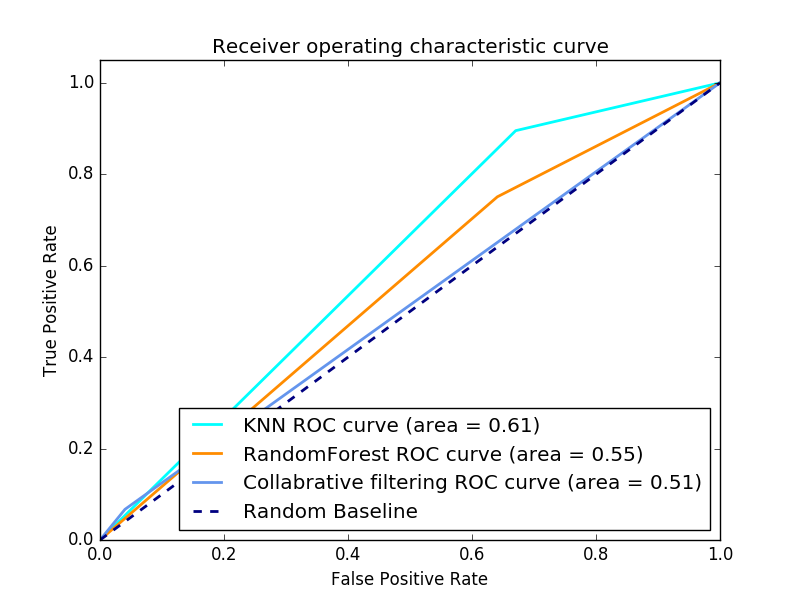 Receiver operating characteristic curve
1.0
0.8
0.6
0.4
0.2
0.0
True Positive Rate
KNN ROC curve (area = 0.61)
RandomForest ROC curve (area = 0.55)
Collabrative filtering ROC curve (area = 0.51)
Random Baseline
0.0 0.2 0.4 0.6 0.8 1.0
False Positive Rate